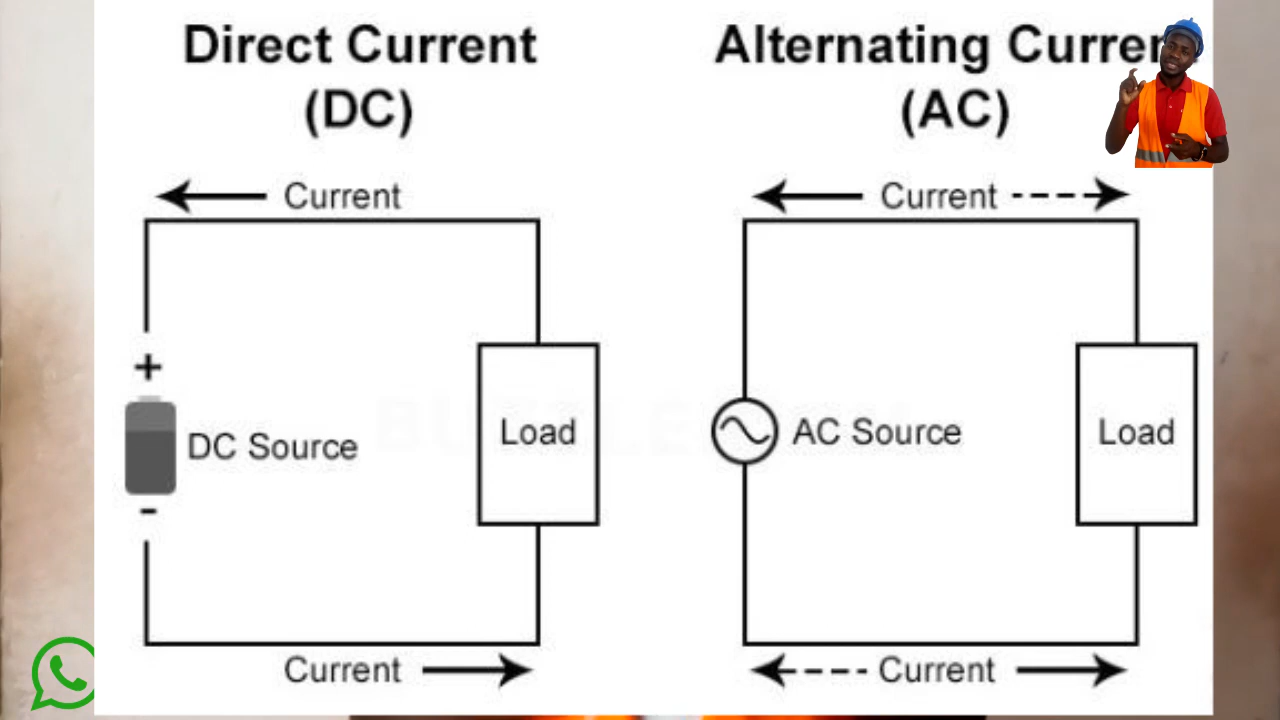 Direct Current
(DC)
Current
+
DC Source
-
Load
Current
Alternating Curren
(AC)
Current
AC Source
Load
Current